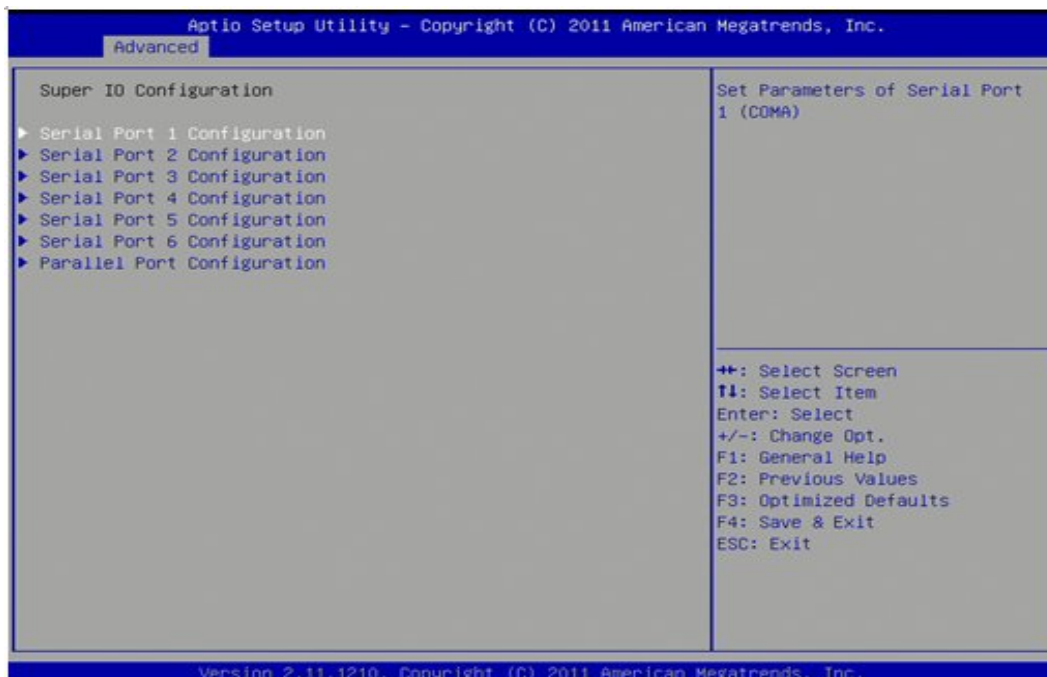 Aptio Setup Utility – Copyright (C) 2011 American Megatrends, Inc.
Advanced
Super IO Configuration
▶ Serial Port 1 Configuration
▶ Serial Port 2 Configuration
▶ Serial Port 3 Configuration
▶ Serial Port 4 Configuration
▶ Serial Port 5 Configuration
▶ Serial Port 6 Configuration
▶ Parallel Port Configuration
Set Parameters of Serial Port
1 (COMA)
→←: Select Screen
↑↓: Select Item
Enter: Select
+/-: Change Opt.
F1: General Help
F2: Previous Values
F3: Optimized Defaults
F4: Save & Exit
ESC: Exit
Version 2.11.1210. Copyright (C) 2011 American Megatrends, Inc.